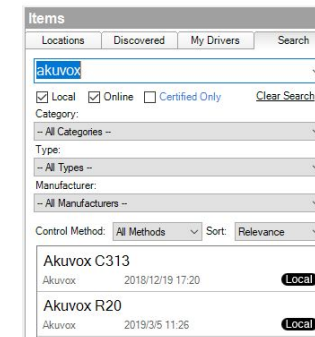 Items
Locations Discovered My Drivers Search
akuvox
Local Online Certified Only Clear Search
Category:
-- All Categories --
Type:
-- All Types --
Manufacturer:
-- All Manufacturers --
Control Method: All Methods Sort: Relevance
Akuvox C313
Akuvox 2018/12/19 17:20 Local
Akuvox R20
Akuvox 2019/3/5 11:26 Local